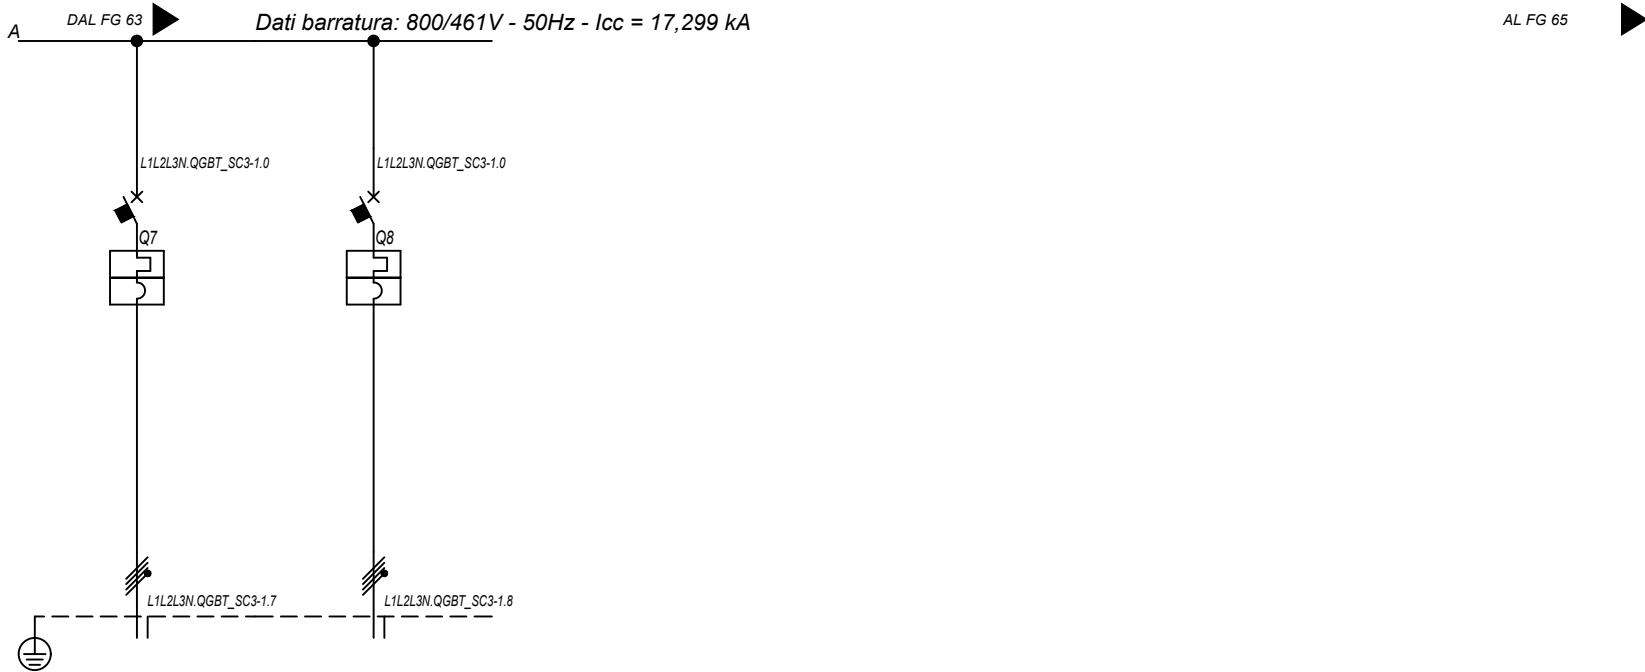 DAL FG 63
Dati barratura: 800/461V - 50Hz - Icc = 17,299 kA
AL FG 65
A
L1L2L3N.QGBT_SC3-1.0
L1L2L3N.QGBT_SC3-1.0
Q7
Q8
L1L2L3N.QGBT_SC3-1.7
L1L2L3N.QGBT_SC3-1.8